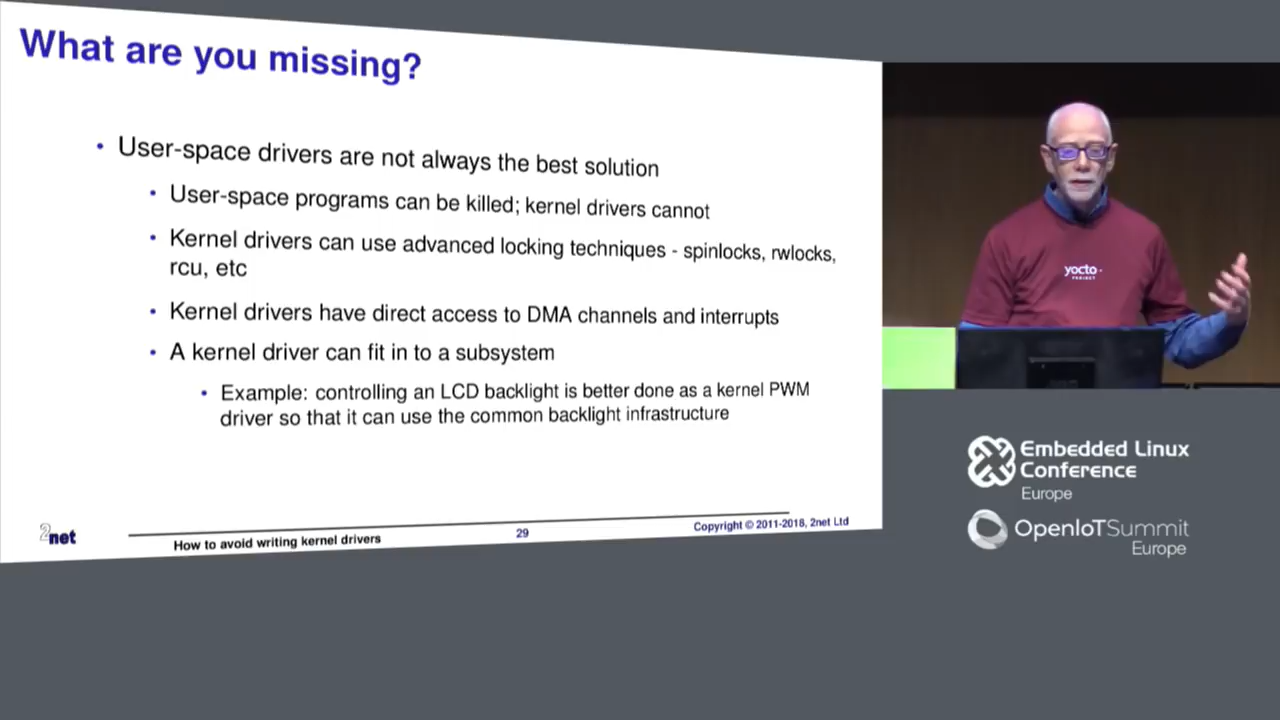 What are you missing?
• User-space drivers are not always the best solution
• User-space programs can be killed; kernel drivers cannot
• Kernel drivers can use advanced locking techniques - spinlocks, rwlocks,
rcu, etc
• Kernel drivers have direct access to DMA channels and interrupts
• A kernel driver can fit in to a subsystem
• Example: controlling an LCD backlight is better done as a kernel PWM
driver so that it can use the common backlight infrastructure
2net
How to avoid writing kernel drivers
29
Copyright © 2011-2018, 2net Ltd
yocto
PROJECT
Embedded Linux
Conference
Europe
OpenIoTSummit
Europe